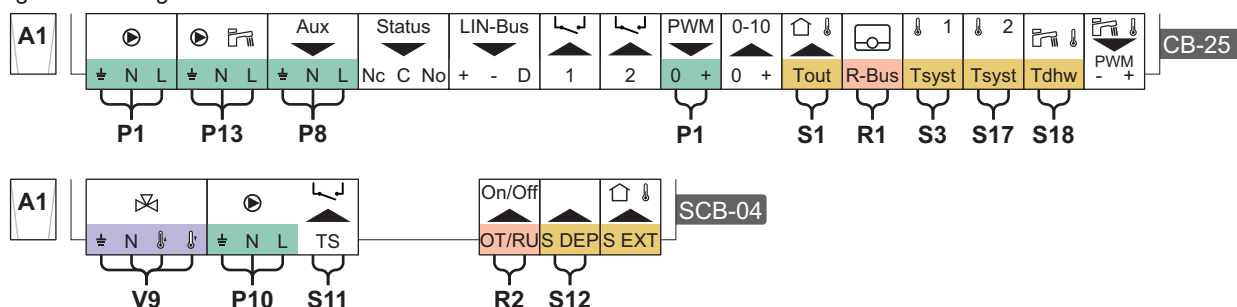 A1 Aux Status LIN-Bus PWM 0-10 1 2 CB-25
N L N L N L Nc C No + - D 1 2 0 + 0 + Tout R-Bus Tsyst Tsyst Tdhw PWM - +
P1 P13 P8 P1 S1 R1 S3 S17 S18
A1 On/Off SCB-04
N N L TS OT/RU S DEP S EXT
V9 P10 S11 R2 S12